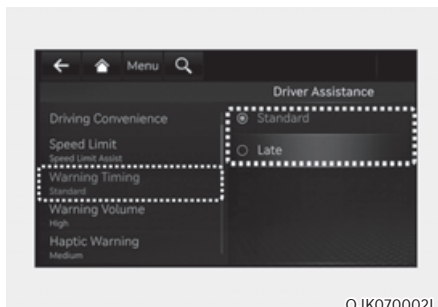 Menu
Driver Assistance
Driving Convenience
Speed Limit
Speed Limit Assist
Warning Timing
Standard
Warning Volume
High
Haptic Warning
Medium
Standard
Late
OJK070002L